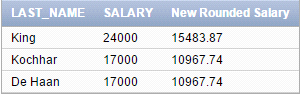 LAST_NAME SALARY New Rounded Salary
King 24000 15483.87
Kochhar 17000 10967.74
De Haan 17000 10967.74